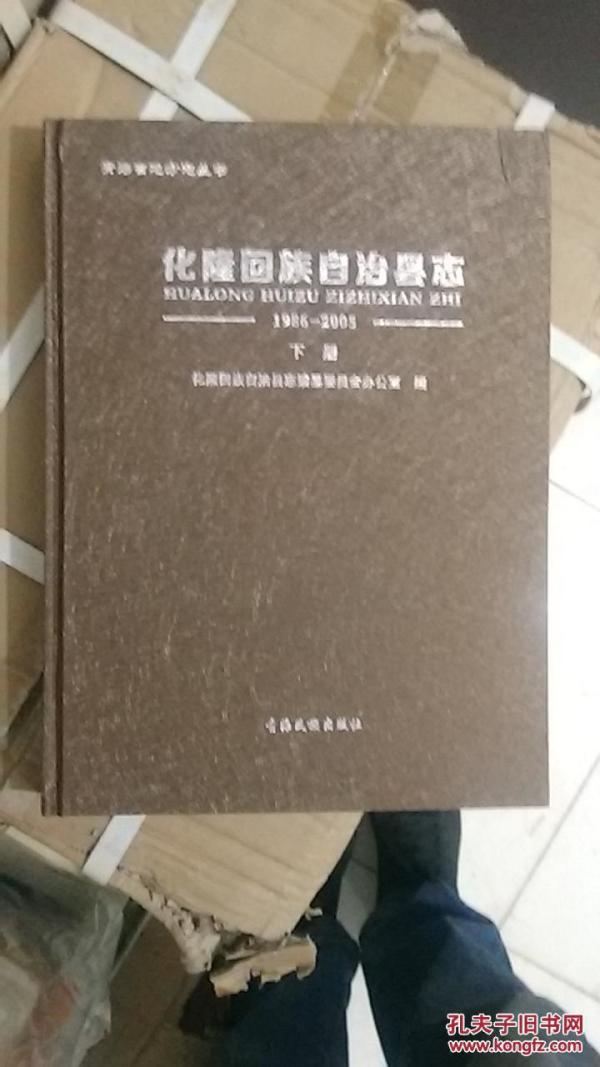 青海省地方志丛书
化隆回族自治县志
HUALONG HUIZU ZIZHIXIAN ZHI
1986-2005
下册
化隆回族自治县志编纂委员会办公室 编
青海民族出版社
孔夫子旧书网
www.kongfz.com